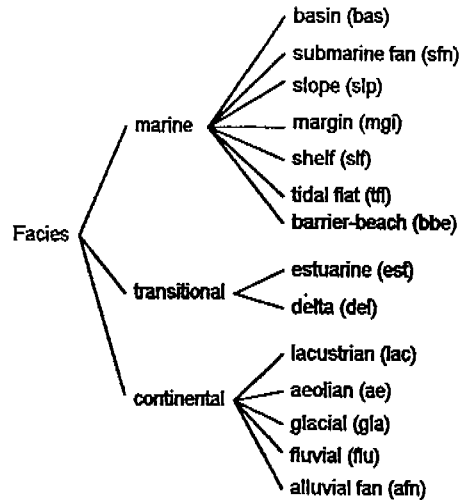 basin (bas)
submarine fan (sfn)
slope (slp)
marine
margin (mgi)
shelf (slf)
tidal flat (tfl)
barrier-beach (bbe)
Facies
estuarine (est)
transitional
delta (del)
lacustrian (lac)
aeolian (ae)
continental
glacial (gla)
fluvial (flu)
alluvial fan (afn)